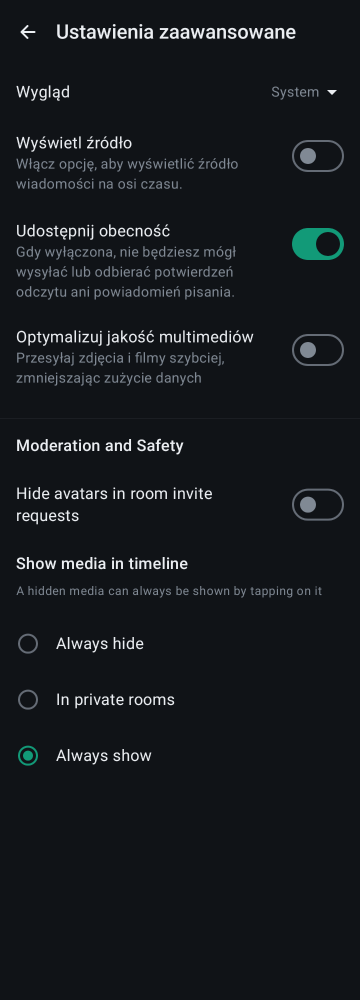 Ustawienia zaawansowane
Wygląd
System
Wyświetl źródło
Włącz opcję, aby wyświetlić źródło
wiadomości na osi czasu.
Udostępnij obecność
Gdy wyłączona, nie będziesz mógł
wysyłać lub odbierać potwierdzeń
odczytu ani powiadomień pisania.
Optymalizuj jakość multimediów
Przesyłaj zdjęcia i filmy szybciej,
zmniejszając zużycie danych
Moderation and Safety
Hide avatars in room invite
requests
Show media in timeline
A hidden media can always be shown by tapping on it
Always hide
In private rooms
Always show